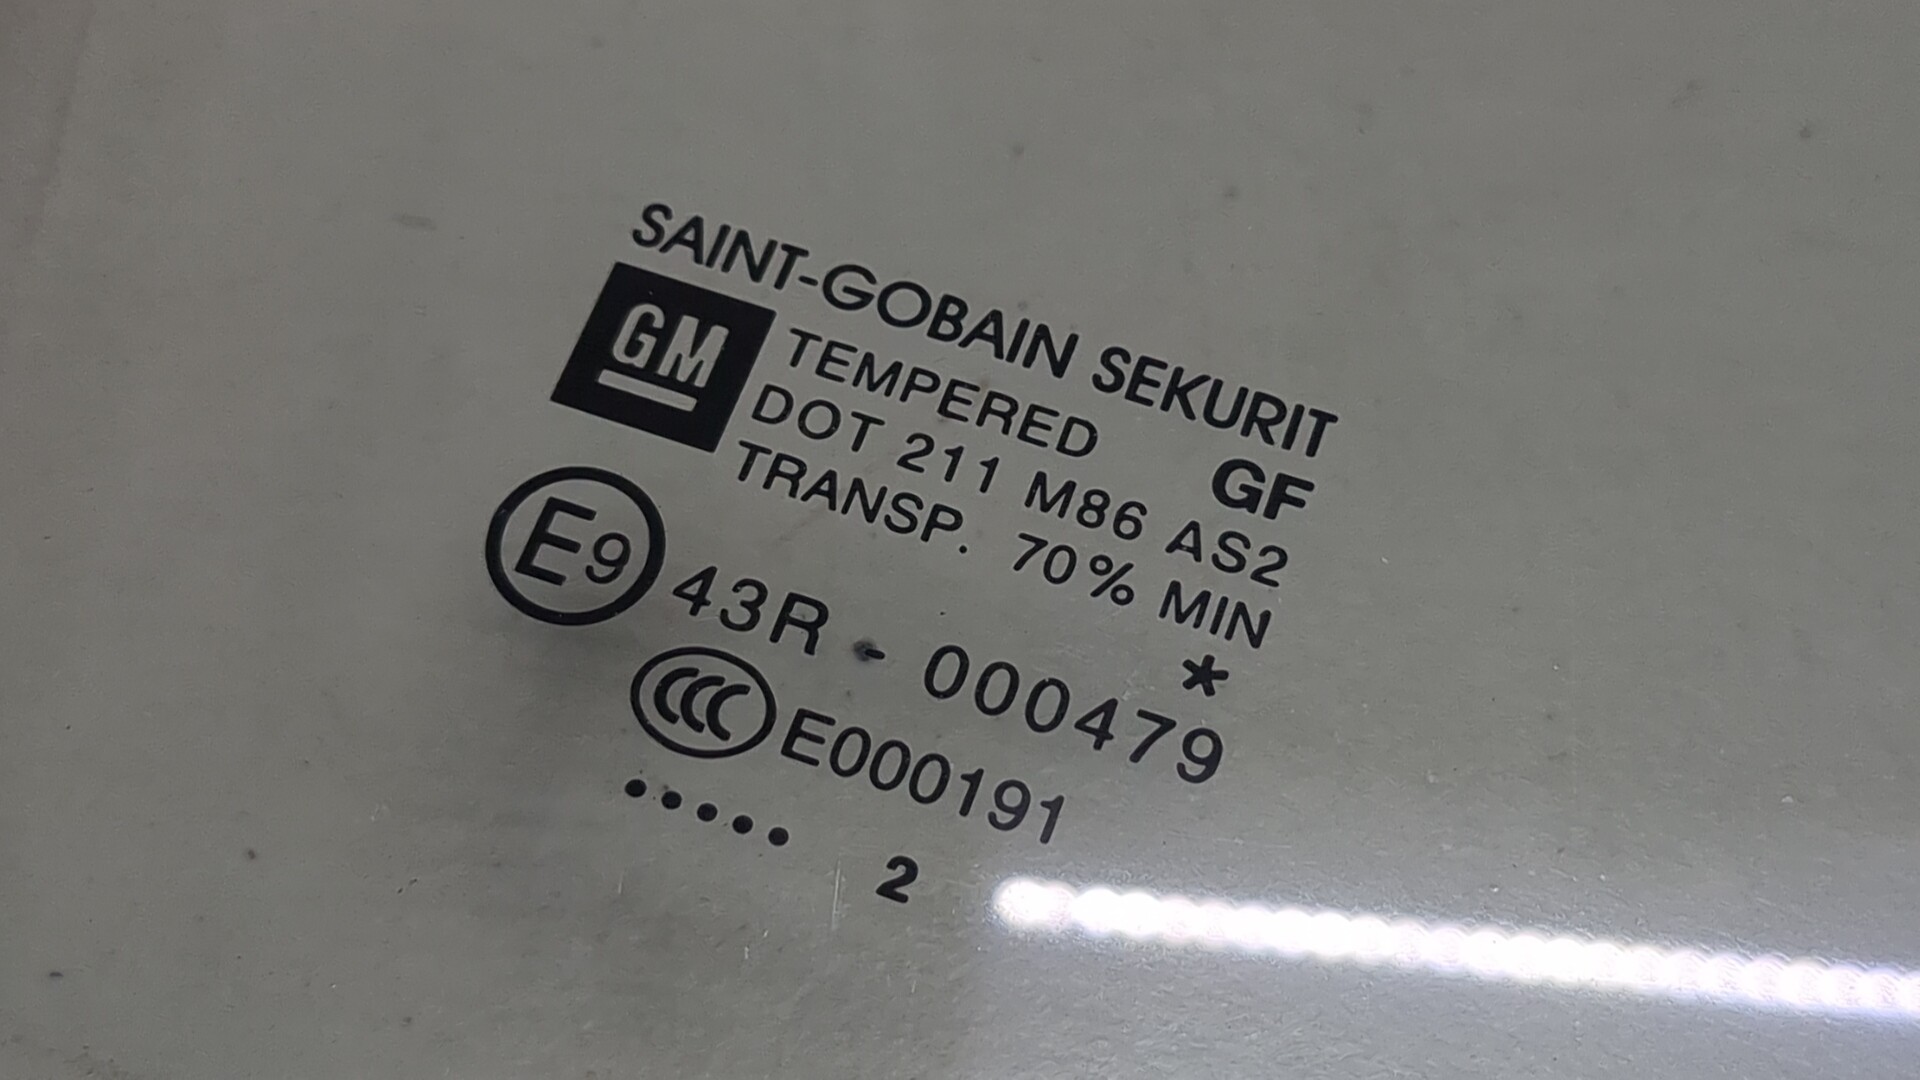 SAINT-GOBAIN SEKURIT
GM
TEMPERED GF
DOT 211 M86 AS2
TRANSP. 70% MIN
*
E9 43R - 000479
CCC E000191
••••• 2